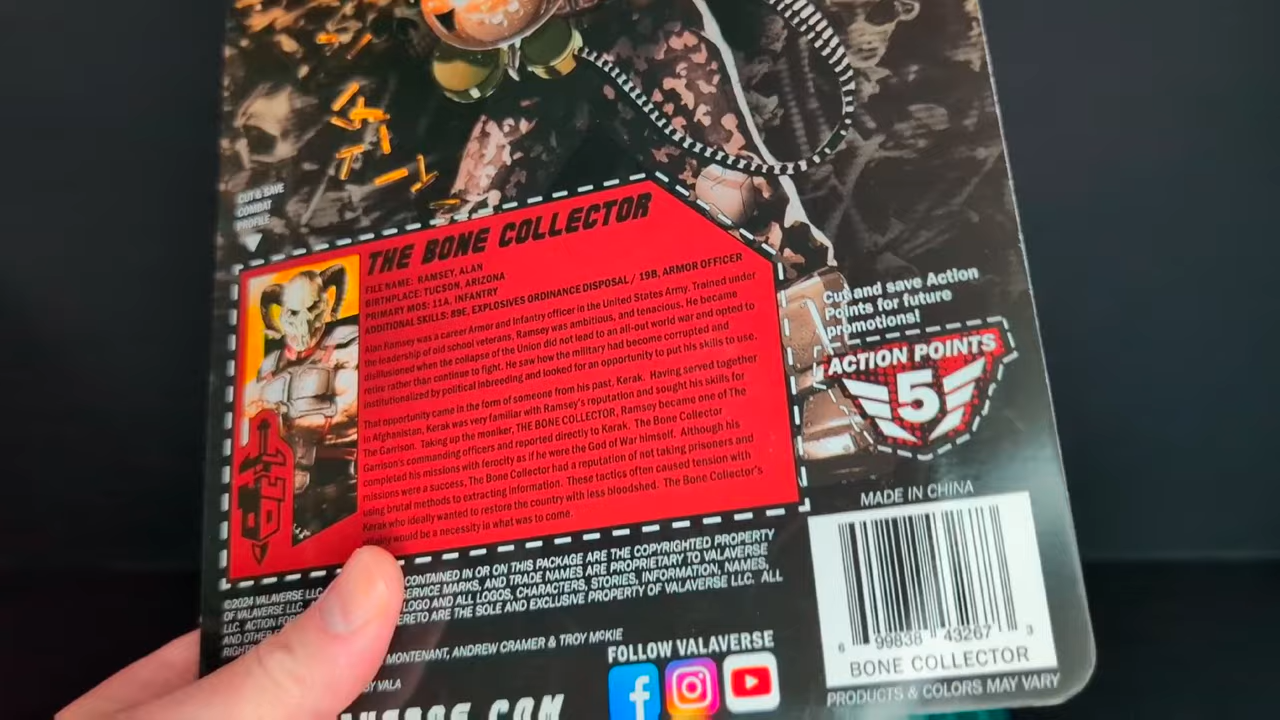 CUT & SAVE
COMBAT
PROFILE
THE BONE COLLECTOR
FILE NAME: RAMSEY, ALAN
BIRTHPLACE: TUCSON, ARIZONA
PRIMARY MOS: 11A, INFANTRY
ADDITIONAL SKILLS: 89E, EXPLOSIVES ORDINANCE DISPOSAL / 19B, ARMOR OFFICER
Alan Ramsey was a career Armor and Infantry officer in the United States Army. Trained under
the leadership of old school veterans, Ramsey was ambitious, and tenacious. He became
disillusioned when the collapse of the Union did not lead to an all-out world war and opted to
retire rather than continue to fight. He saw how the military had become corrupted and
institutionalized by political inbreeding and looked for an opportunity to put his skills to use.
That opportunity came in the form of someone from his past, Kerak. Having served together
in Afghanistan, Kerak was very familiar with Ramsey's reputation and sought his skills for
The Garrison. Taking up the moniker, THE BONE COLLECTOR, Ramsey became one of The
Garrison's commanding officers and reported directly to Kerak. The Bone Collector
completed his missions with ferocity as if he were the God of War himself. Although his
missions were a success, The Bone Collector had a reputation of not taking prisoners and
using brutal methods to extracting information. These tactics often caused tension with
Kerak who ideally wanted to restore the country with less bloodshed. The Bone Collector's
would be a necessity in what was to come.
Cut and save Action
Points for future
promotions!
ACTION POINTS
5
MADE IN CHINA
©2024 VALAVERSE LLC. CONTAINED IN OR ON THIS PACKAGE ARE THE COPYRIGHTED PROPERTY
OF VALAVERSE LLC. SERVICE MARKS, AND TRADE NAMES ARE PROPRIETARY TO VALAVERSE
LLC. ACTION LOGO AND ALL LOGOS, CHARACTERS, STORIES, INFORMATION, NAMES,
AND OTHER ARE THE SOLE AND EXCLUSIVE PROPERTY OF VALAVERSE LLC. ALL
MONTENANT, ANDREW CRAMER & TROY McKIE
BY VALA
FOLLOW VALAVERSE
6 99838 43267 3
BONE COLLECTOR
PRODUCTS & COLORS MAY VARY